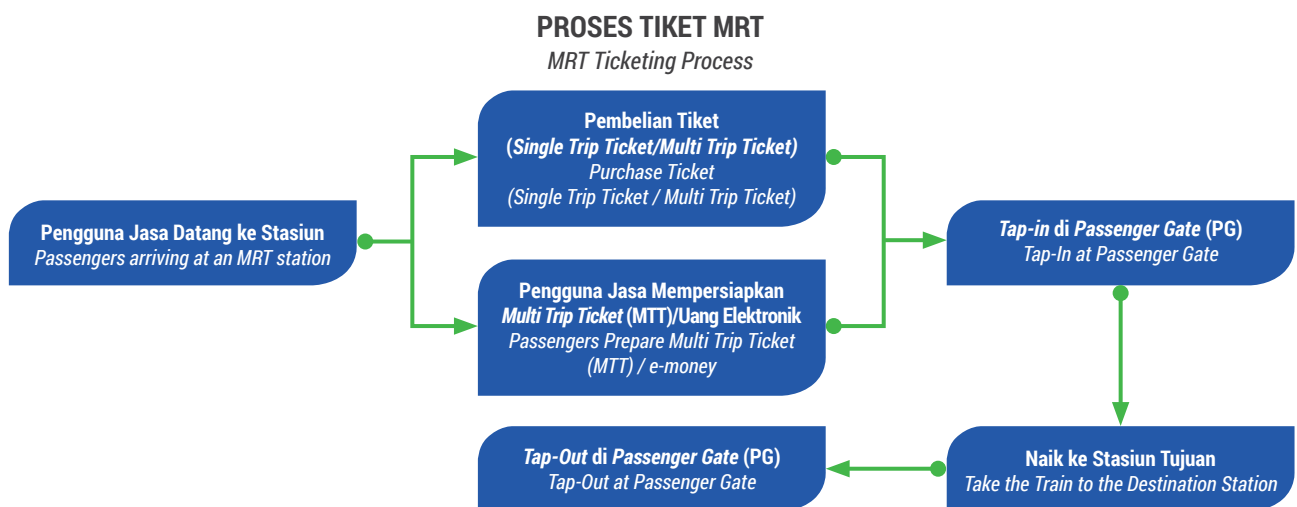 PROSES TIKET MRT
MRT Ticketing Process
Pengguna Jasa Datang ke Stasiun
Passengers arriving at an MRT station
Pembelian Tiket
(Single Trip Ticket/Multi Trip Ticket)
Purchase Ticket
(Single Trip Ticket / Multi Trip Ticket)
Pengguna Jasa Mempersiapkan
Multi Trip Ticket (MTT)/Uang Elektronik
Passengers Prepare Multi Trip Ticket
(MTT) / e-money
Tap-in di Passenger Gate (PG)
Tap-In at Passenger Gate
Naik ke Stasiun Tujuan
Take the Train to the Destination Station
Tap-Out di Passenger Gate (PG)
Tap-Out at Passenger Gate